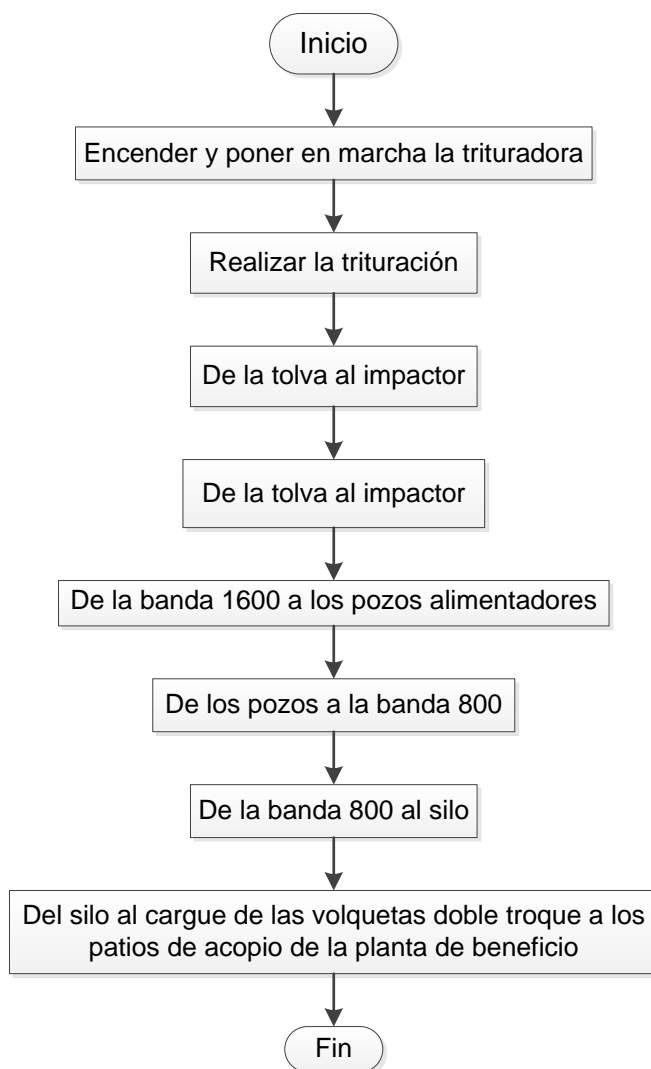 Inicio
Encender y poner en marcha la trituradora
Realizar la trituración
De la tolva al impactor
De la tolva al impactor
De la banda 1600 a los pozos alimentadores
De los pozos a la banda 800
De la banda 800 al silo
Del silo al cargue de las volquetas doble troque a los
patios de acopio de la planta de beneficio
Fin